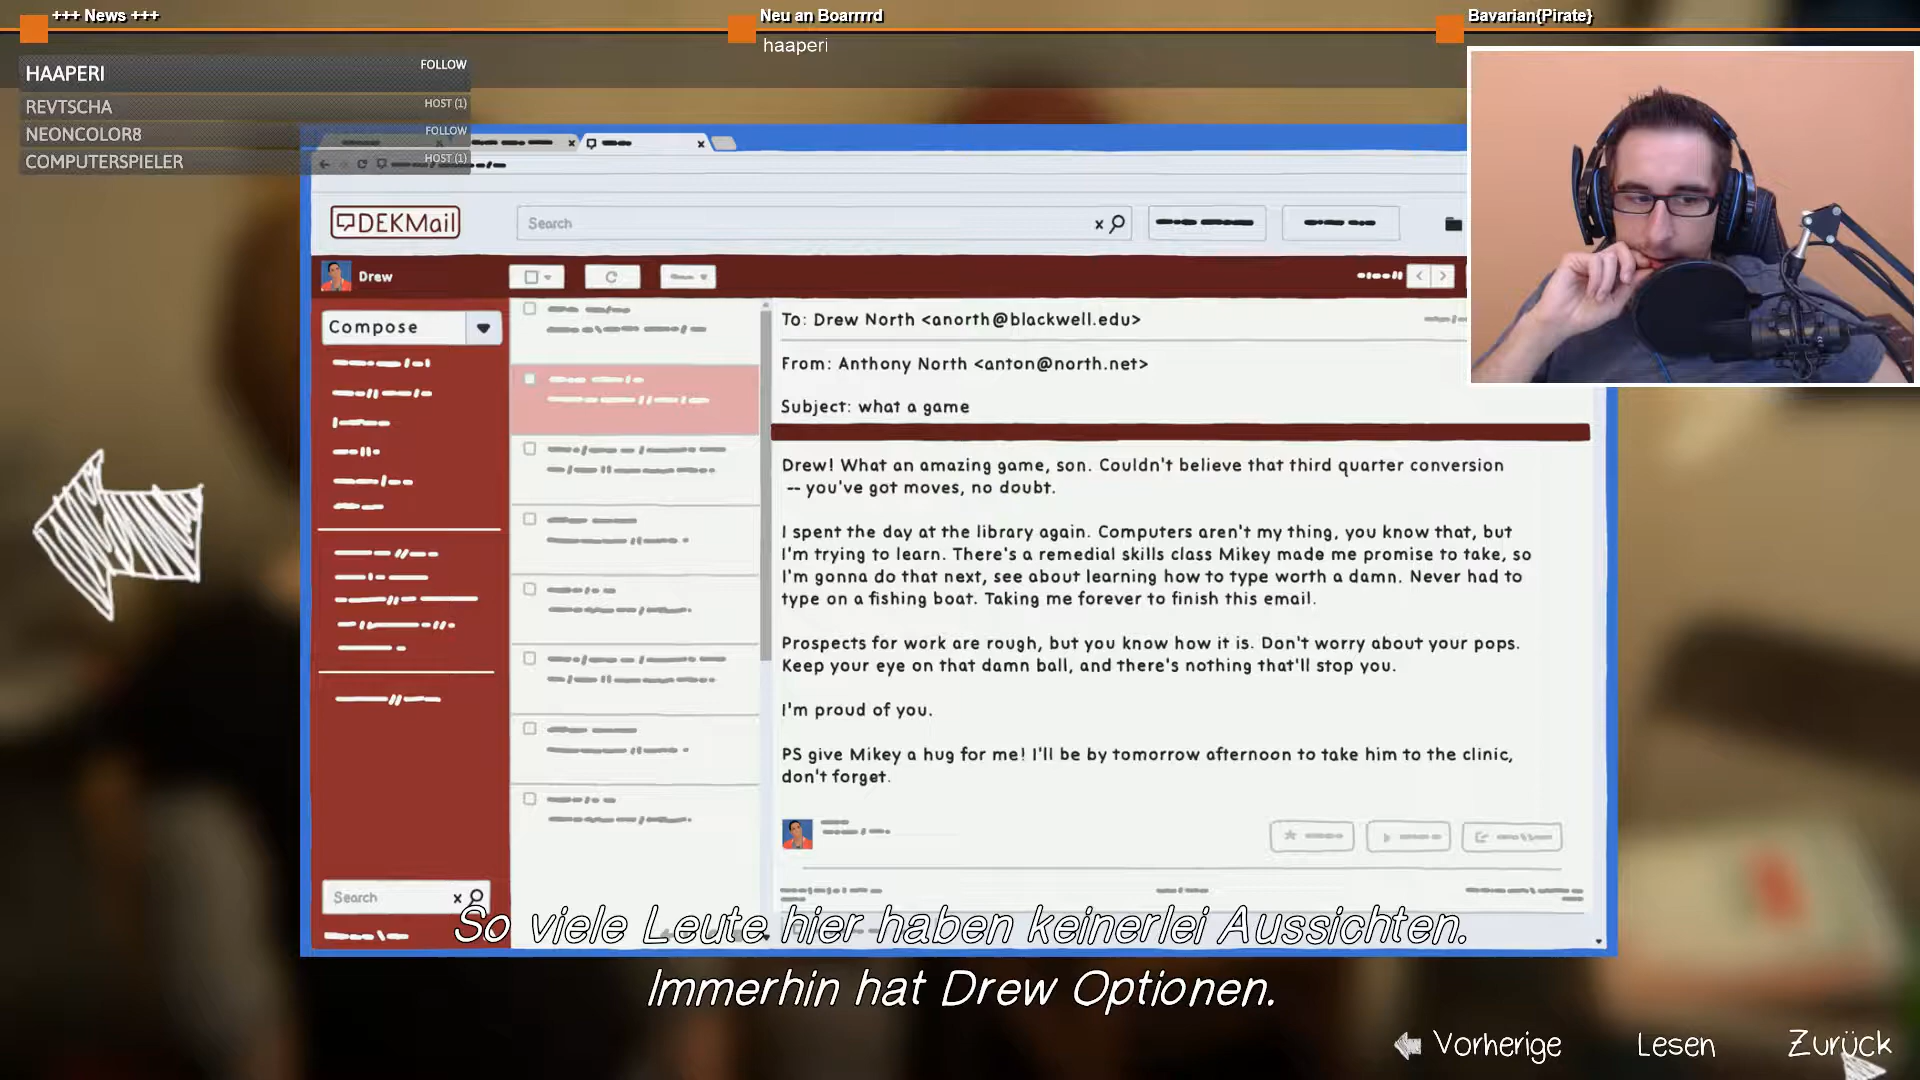 +++ News +++
Neu an Boarrrrd
Bavarian{Pirate}
haaperi
HAAPERI FOLLOW
REVTSCHA HOST (1)
NEONCOLOR8 FOLLOW
COMPUTERSPIELER HOST (1)
DEKMail
Search
Drew
Compose
To: Drew North <anorth@blackwell.edu>
From: Anthony North <anton@north.net>
Subject: what a game
Drew! What an amazing game, son. Couldn't believe that third quarter conversion
-- you've got moves, no doubt.
I spent the day at the library again. Computers aren't my thing, you know that, but
I'm trying to learn. There's a remedial skills class Mikey made me promise to take, so
I'm gonna do that next, see about learning how to type worth a damn. Never had to
type on a fishing boat. Taking me forever to finish this email.
Prospects for work are rough, but you know how it is. Don't worry about your pops.
Keep your eye on that damn ball, and there's nothing that'll stop you.
I'm proud of you.
PS give Mikey a hug for me! I'll be by tomorrow afternoon to take him to the clinic,
don't forget.
Search
So viele Leute hier haben keinerlei Aussichten.
Immerhin hat Drew Optionen.
Vorherige
Lesen
Zurück